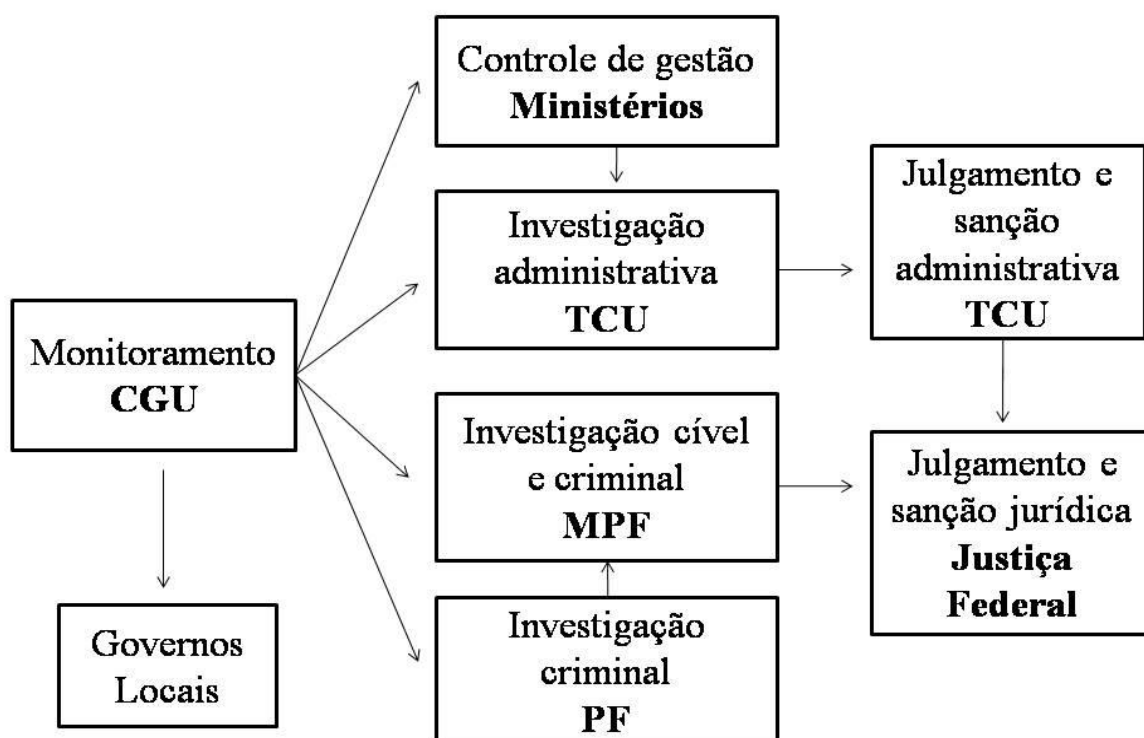 Controle de gestão
Ministérios
Investigação
administrativa
TCU
Julgamento e
sanção
administrativa
TCU
Monitoramento
CGU
Investigação cível
e criminal
MPF
Julgamento e
sanção jurídica
Justiça
Federal
Governos
Locais
Investigação
criminal
PF